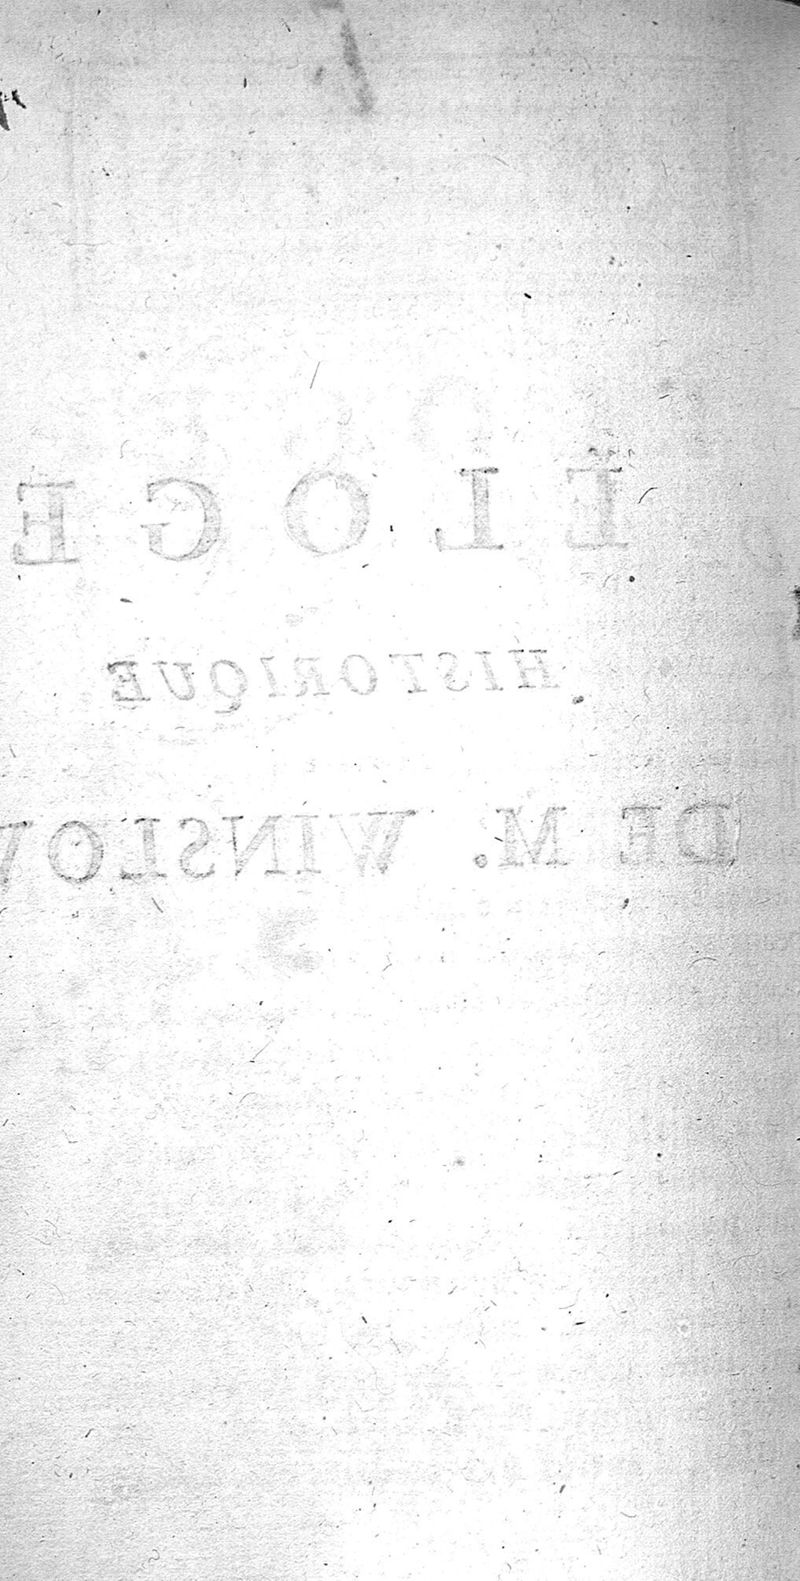 ÉLOGE
HISTORIQUE
DE M. WINSLOW